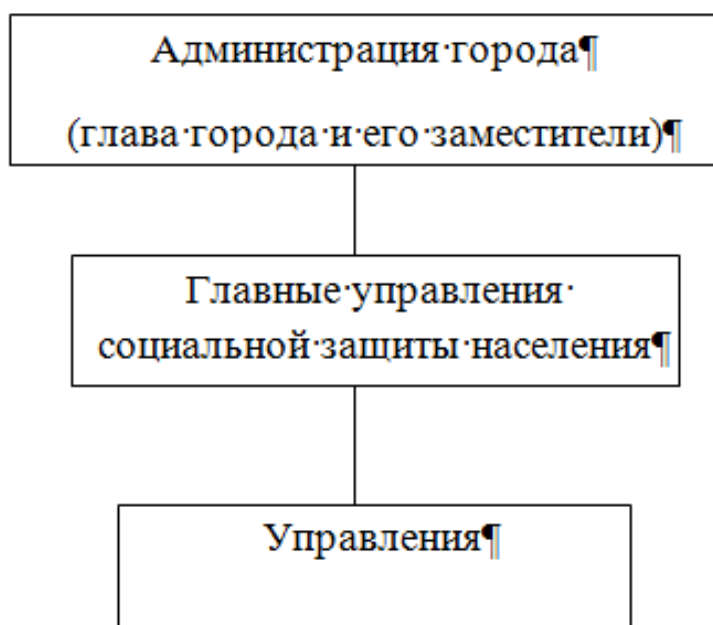 Администрация·города¶
(глава·города·и·его·заместители)¶
Главные·управления·
социальной·защиты·населения¶
Управления¶